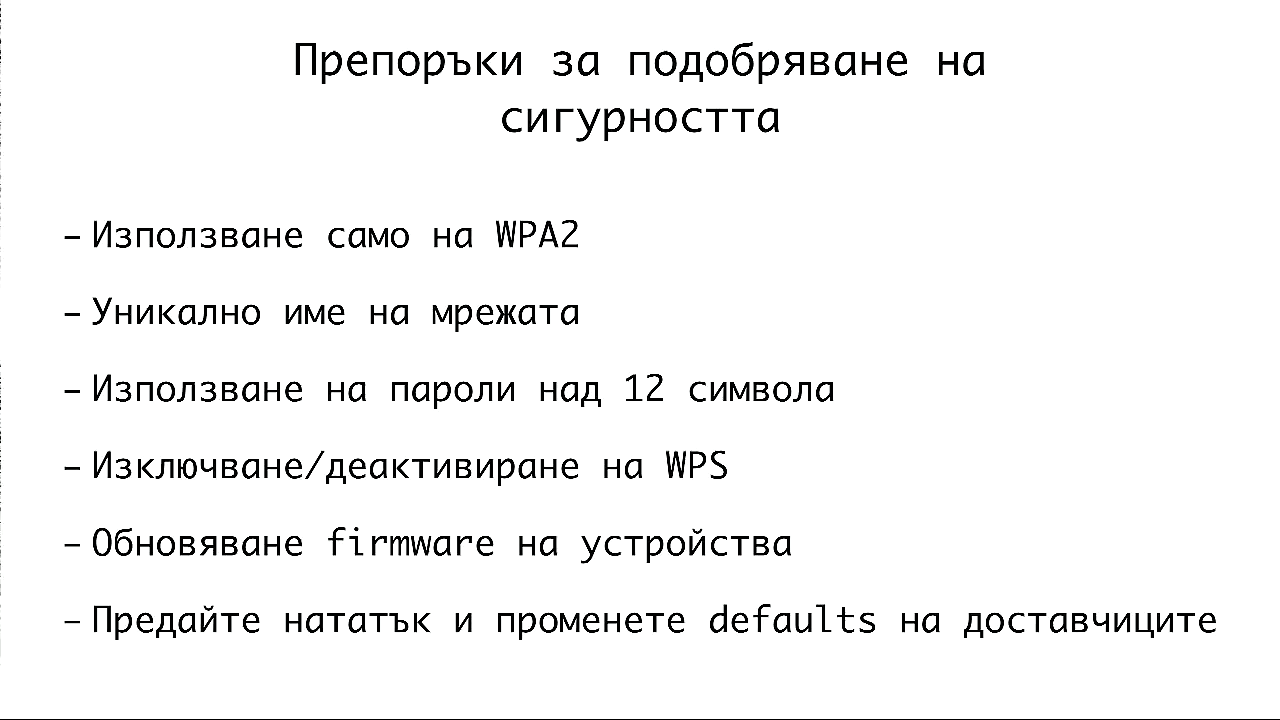 Препоръки за подобряване на
сигурността
– Използване само на WPA2
– Уникално име на мрежата
– Използване на пароли над 12 символа
– Изключване/деактивиране на WPS
– Обновяване firmware на устройства
– Предайте нататък и променете defaults на доставчиците